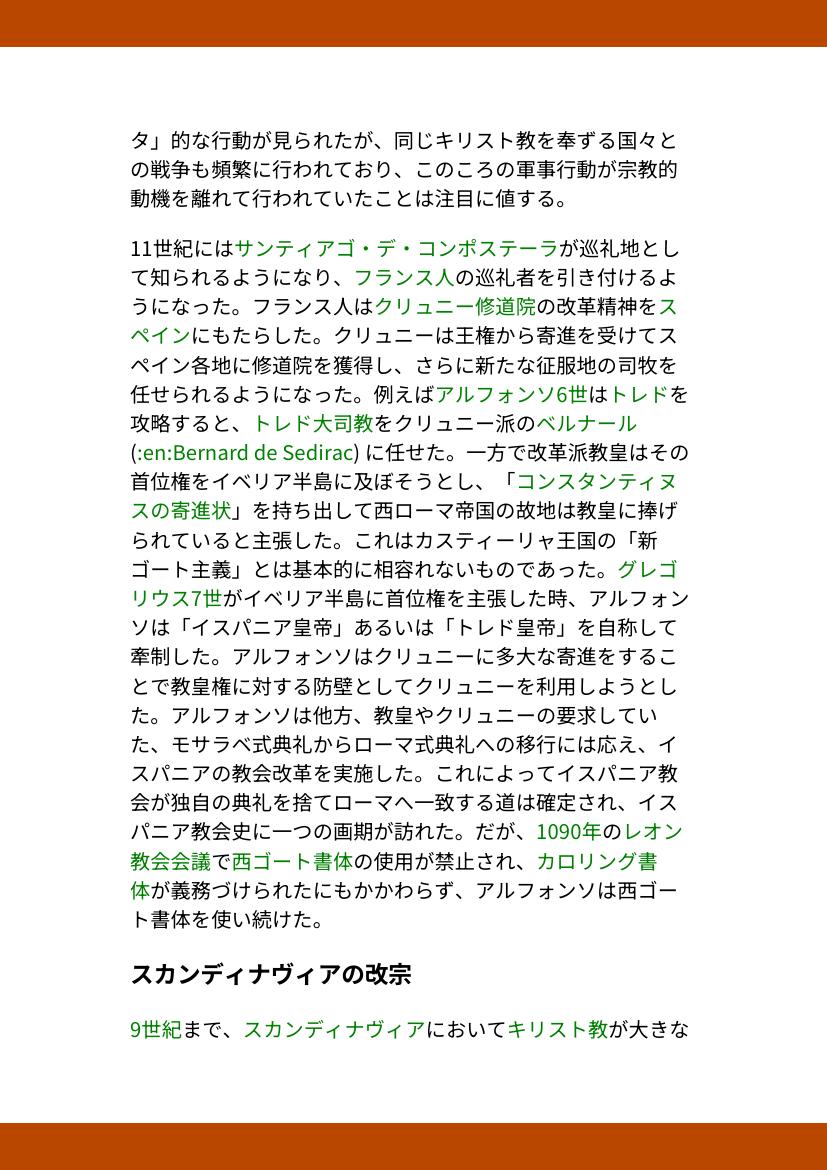 タ」的な行動が見られたが、同じキリスト教を奉ずる国々と
の戦争も頻繁に行われており、このころの軍事行動が宗教的
動機を離れて行われていたことは注目に値する。
11世紀にはサンティアゴ・デ・コンポステーラが巡礼地とし
て知られるようになり、フランス人の巡礼者を引き付けるよ
うになった。フランス人はクリュニー修道院の改革精神をス
ペインにもたらした。クリュニーは王権から寄進を受けてス
ペイン各地に修道院を獲得し、さらに新たな征服地の司牧を
任せられるようになった。例えばアルフォンソ6世はトレドを
攻略すると、トレド大司教をクリュニー派のベルナール
(:en:Bernard de Sedirac) に任せた。一方で改革派教皇はその
首位権をイベリア半島に及ぼそうとし、「コンスタンティヌ
スの寄進状」を持ち出して西ローマ帝国の故地は教皇に捧げ
られていると主張した。これはカスティーリャ王国の「新
ゴート主義」とは基本的に相容れないものであった。グレゴ
リウス7世がイベリア半島に首位権を主張した時、アルフォン
ソは「イスパニア皇帝」あるいは「トレド皇帝」を自称して
牽制した。アルフォンソはクリュニーに多大な寄進をするこ
とで教皇権に対する防壁としてクリュニーを利用しようとし
た。アルフォンソは他方、教皇やクリュニーの要求してい
た、モサラベ式典礼からローマ式典礼への移行には応え、イ
スパニアの教会改革を実施した。これによってイスパニア教
会が独自の典礼を捨てローマへ一致する道は確定され、イス
パニア教会史に一つの画期が訪れた。だが、1090年のレオン
教会会議で西ゴート書体の使用が禁止され、カロリング書
体が義務づけられたにもかかわらず、アルフォンソは西ゴー
ト書体を使い続けた。
スカンディナヴィアの改宗
9世紀まで、スカンディナヴィアにおいてキリスト教が大きな